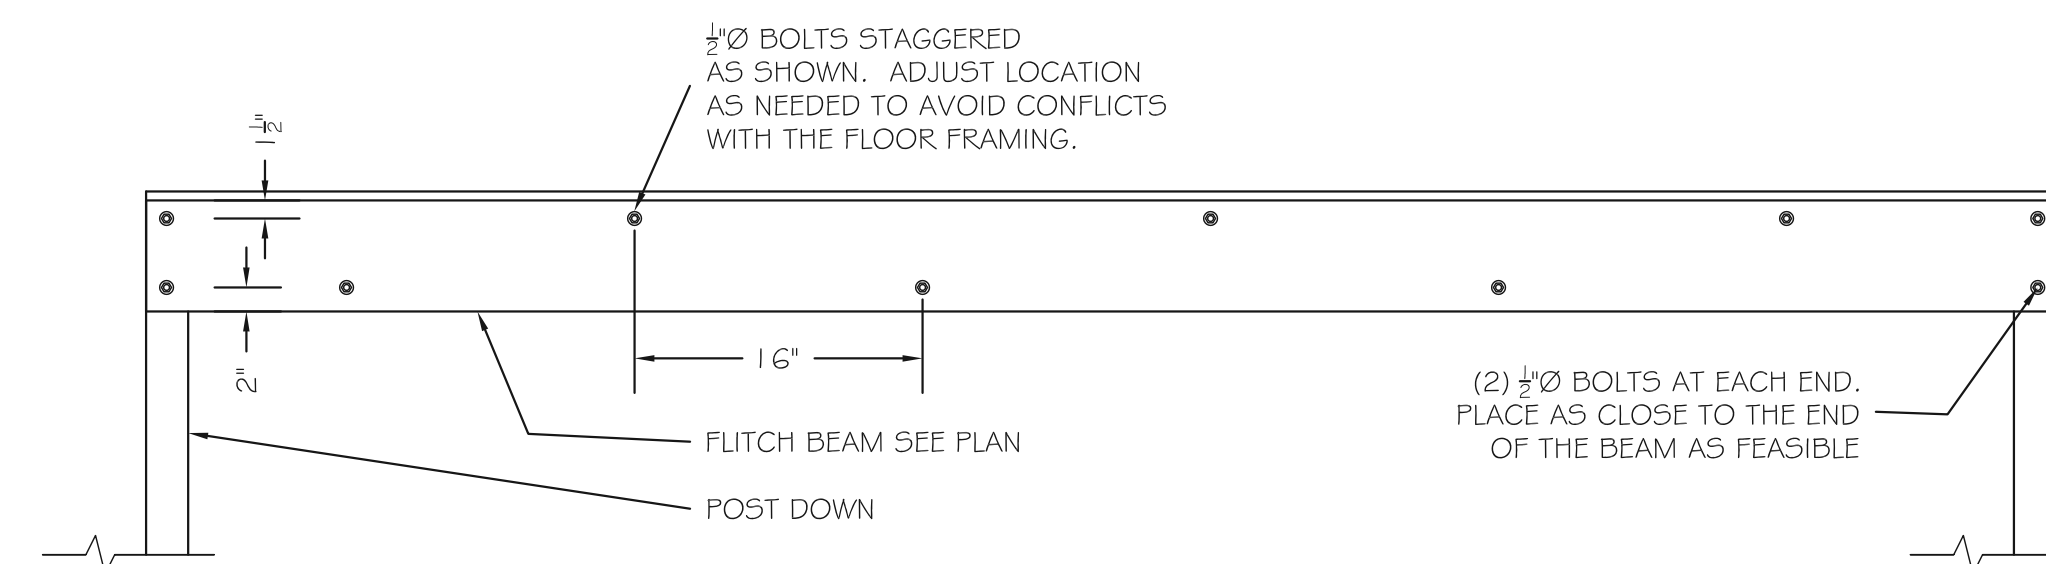 ½"Ø BOLTS STAGGERED
AS SHOWN. ADJUST LOCATION
AS NEEDED TO AVOID CONFLICTS
WITH THE FLOOR FRAMING.
1½"
2"
16"
(2) ½"Ø BOLTS AT EACH END.
PLACE AS CLOSE TO THE END
OF THE BEAM AS FEASIBLE
FLITCH BEAM SEE PLAN
POST DOWN